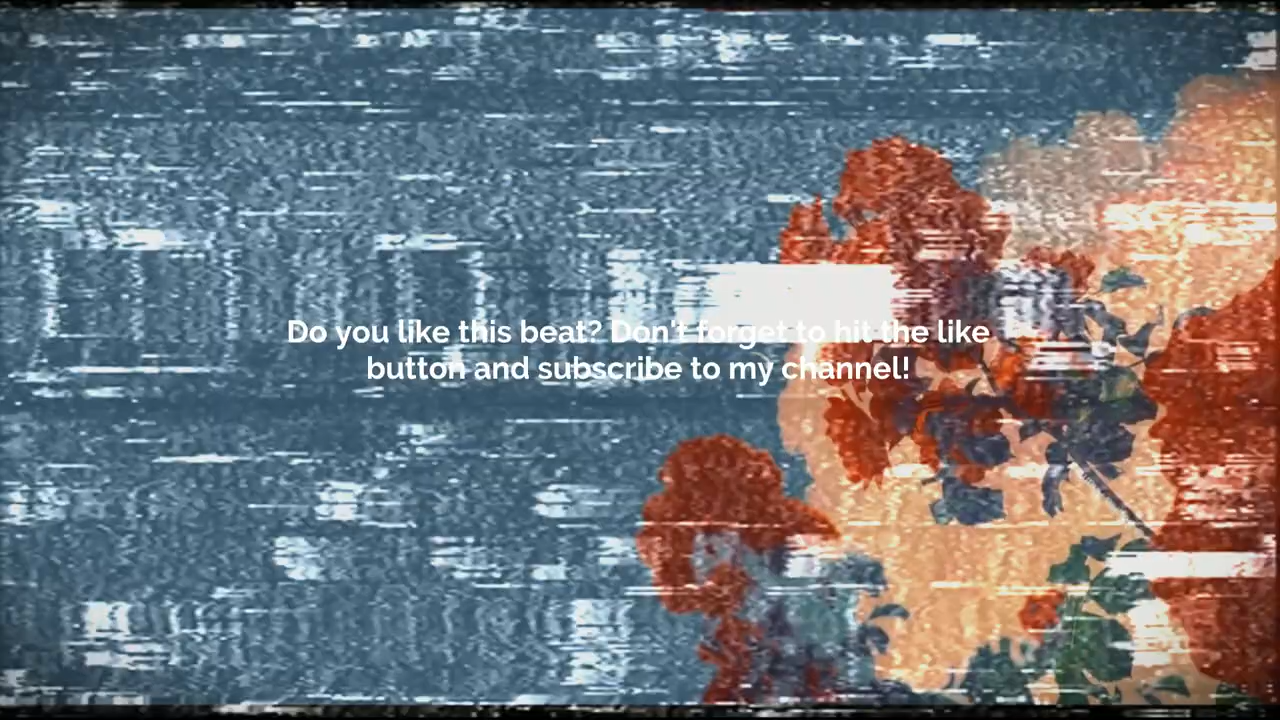 Do you like this beat? Don't forget to hit the like
button and subscribe to my channel!